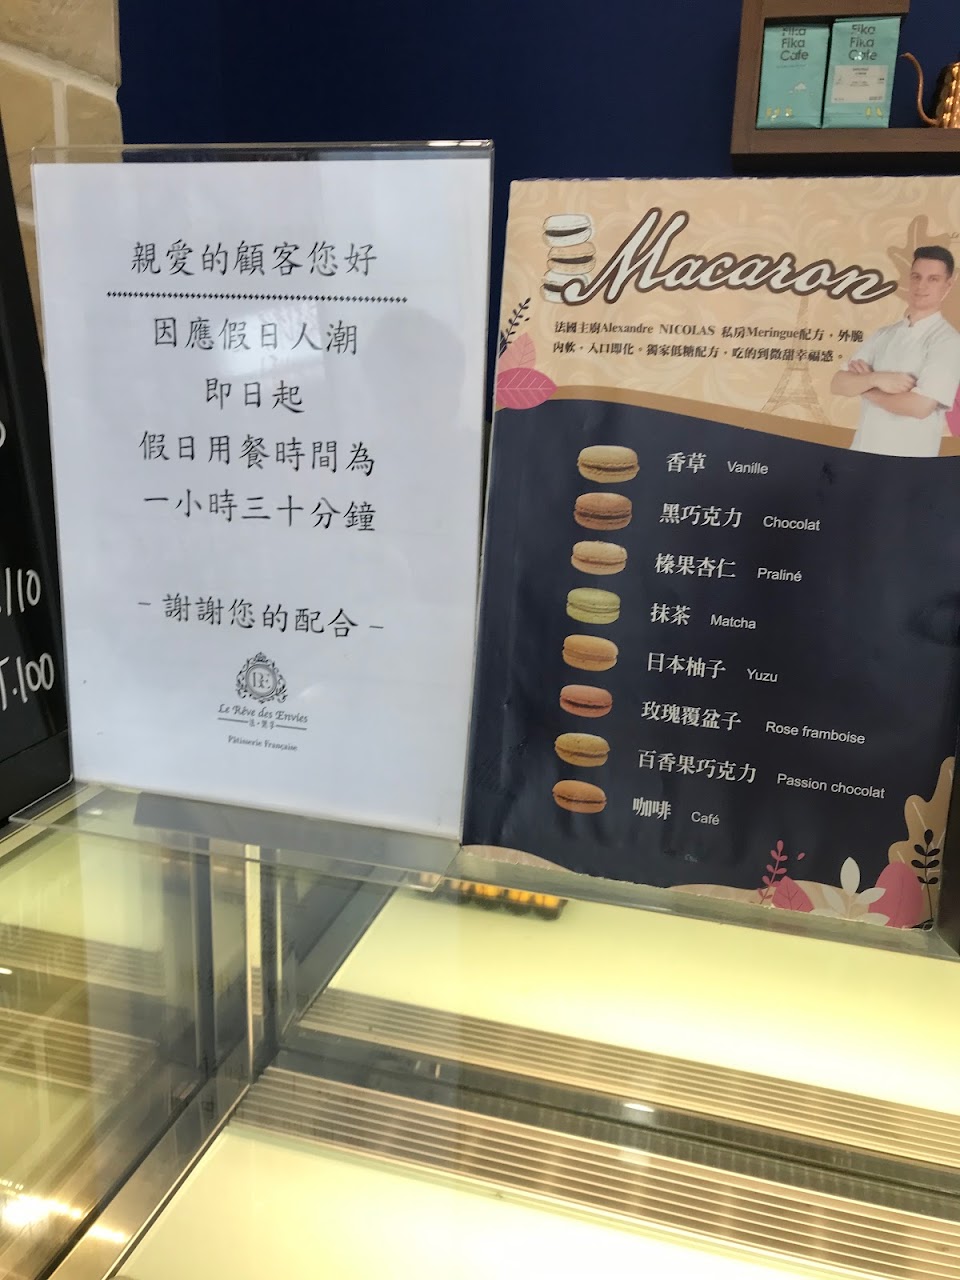 親愛的顧客您好
因應假日人潮
即日起
假日用餐時間為
一小時三十分鐘
- 謝謝您的配合 -
Le Rêve des Envies
Pâtisserie Française
.110
T.100
Fika
Fika
Cafe
Fika
Fika
Cafe
Macaron
法國主廚Alexandre NICOLAS 私房Meringue配方，外脆
內軟，入口即化。獨家低糖配方，吃的到微甜幸福感。
香草 Vanille
黑巧克力 Chocolat
榛果杏仁 Praliné
抹茶 Matcha
日本柚子 Yuzu
玫瑰覆盆子 Rose framboise
百香果巧克力 Passion chocolat
咖啡 Café